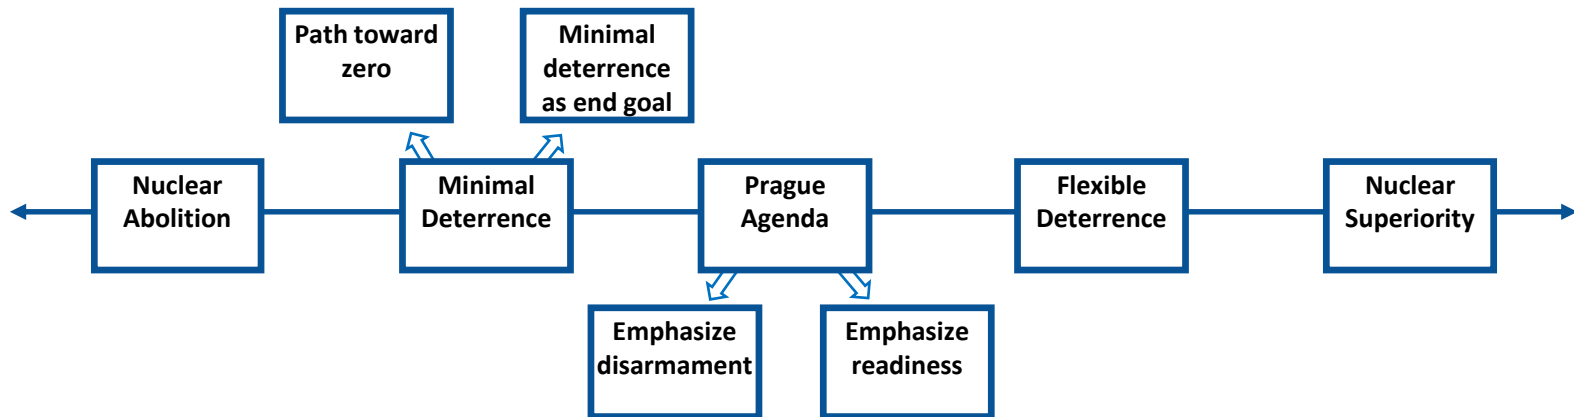 Path toward
zero
Minimal
deterrence
as end goal
Nuclear
Abolition
Minimal
Deterrence
Prague
Agenda
Flexible
Deterrence
Nuclear
Superiority
Emphasize
disarmament
Emphasize
readiness